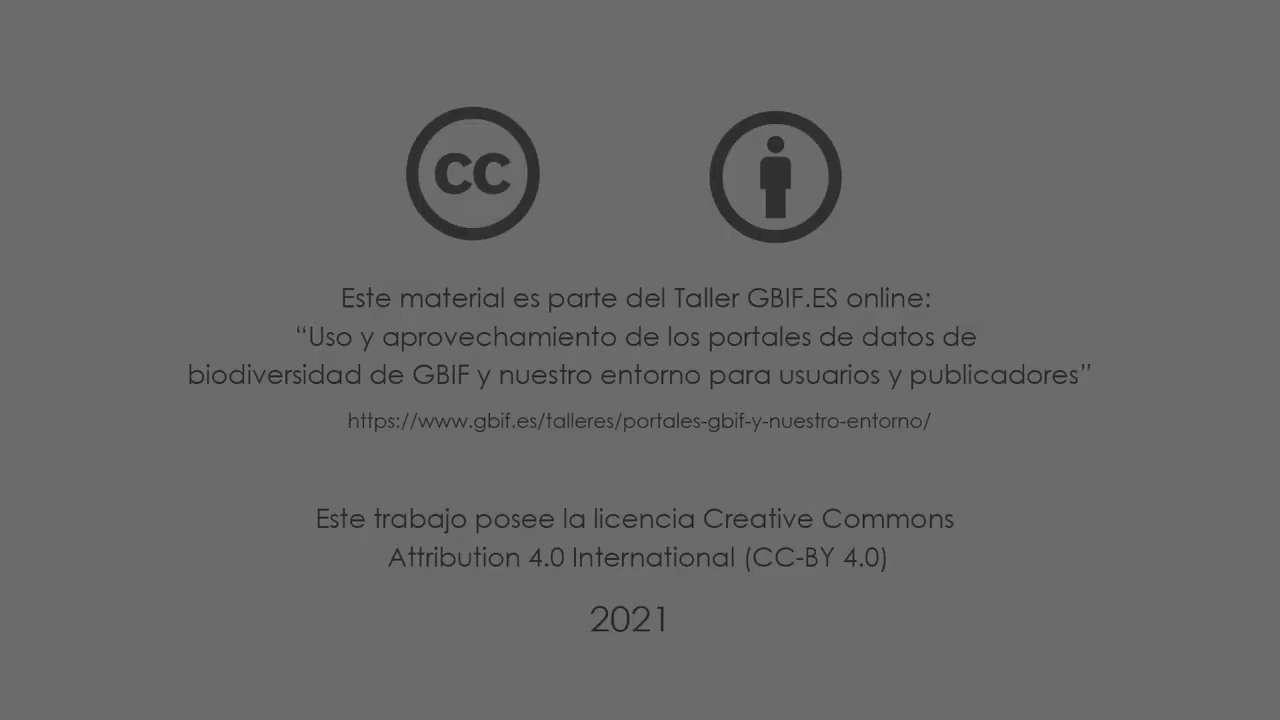 cc
Este material es parte del Taller GBIF.ES online:
“Uso y aprovechamiento de los portales de datos de
biodiversidad de GBIF y nuestro entorno para usuarios y publicadores”
https://www.gbif.es/talleres/portales-gbif-y-nuestro-entorno/
Este trabajo posee la licencia Creative Commons
Attribution 4.0 International (CC-BY 4.0)
2021